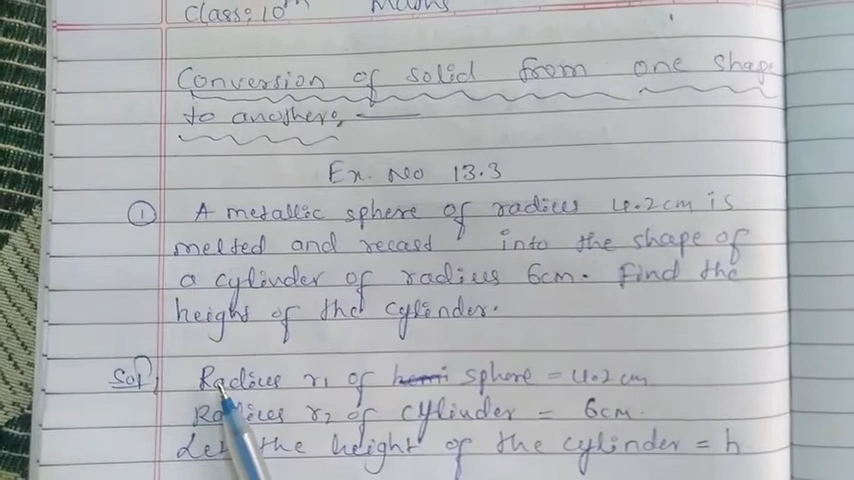 Class: 10th Maths
Conversion of solid from one shape
to another.
Ex. No 13.3
① A metallic sphere of radius 4.2cm is
melted and recast into the shape of
a cylinder of radius 6cm. Find the
height of the cylinder.
Sol, Radius r₁ of hemi sphere = 4.2 cm
Radius r₂ of cylinder = 6cm.
Let the height of the cylinder = h